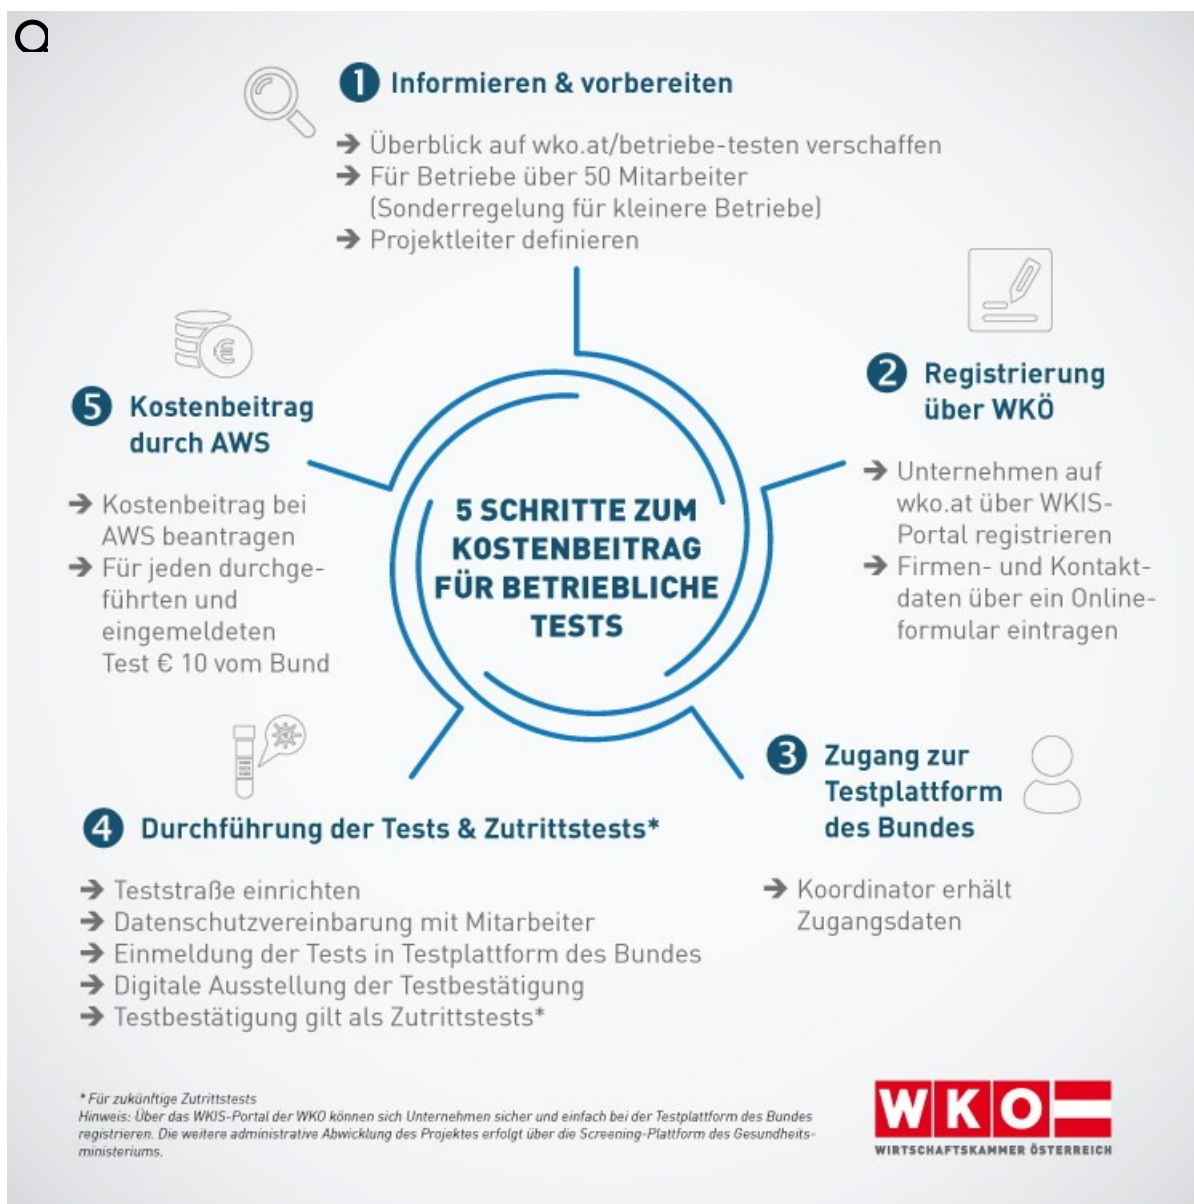 1 Informieren & vorbereiten
➔ Überblick auf wko.at/betriebe-testen verschaffen
➔ Für Betriebe über 50 Mitarbeiter
(Sonderregelung für kleinere Betriebe)
➔ Projektleiter definieren
2 Registrierung
über WKÖ
➔ Unternehmen auf
wko.at über WKIS-
Portal registrieren
➔ Firmen- und Kontakt-
daten über ein Online-
formular eintragen
5 SCHRITTE ZUM
KOSTENBEITRAG
FÜR BETRIEBLICHE
TESTS
3 Zugang zur
Testplattform
des Bundes
➔ Koordinator erhält
Zugangsdaten
4 Durchführung der Tests & Zutrittstests*
➔ Teststraße einrichten
➔ Datenschutzvereinbarung mit Mitarbeiter
➔ Einmeldung der Tests in Testplattform des Bundes
➔ Digitale Ausstellung der Testbestätigung
➔ Testbestätigung gilt als Zutrittstests*
5 Kostenbeitrag
durch AWS
➔ Kostenbeitrag bei
AWS beantragen
➔ Für jeden durchge-
führten und
eingemeldeten
Test € 10 vom Bund
* Für zukünftige Zutrittstests
Hinweis: Über das WKIS-Portal der WKO können sich Unternehmen sicher und einfach bei der Testplattform des Bundes
registrieren. Die weitere administrative Abwicklung des Projektes erfolgt über die Screening-Plattform des Gesundheits-
ministeriums.
WKO
WIRTSCHAFTSKAMMER ÖSTERREICH